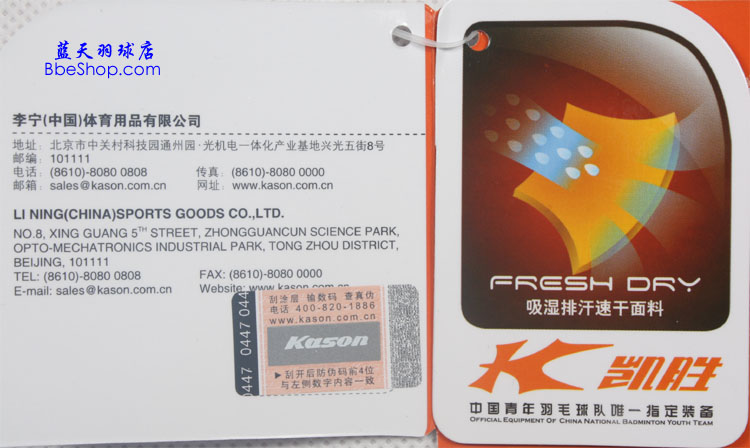 蓝天羽球店
BbeShop.com
李宁(中国)体育用品有限公司
地址: 北京市中关村科技园通州园·光机电一体化产业基地兴光五街8号
邮编: 101111
电话: (8610)-8080 0808 传真: (8610)-8080 0000
邮箱: sales@kason.com.cn 网址: www.kason.com.cn
LI NING(CHINA)SPORTS GOODS CO.,LTD.
NO.8, XING GUANG 5TH STREET, ZHONGGUANCUN SCIENCE PARK,
OPTO-MECHATRONICS INDUSTRIAL PARK, TONG ZHOU DISTRICT,
BEIJING, 101111
TEL: (8610)-8080 0808 FAX: (8610)-8080 0000
E-mail: sales@kason.com.cn Website: www.kason.com.cn
刮涂层 输数码 查真伪
电话 400-820-1886
www.kason.com.cn
Kason
▶刮开后防伪码前4位
与左侧数字内容一致
0447 0447 044
FRESH DRY
吸湿排汗速干面料
凯胜
中国青年羽毛球队唯一指定装备
OFFICIAL EQUIPMENT OF CHINA NATIONAL BADMINTON YOUTH TEAM